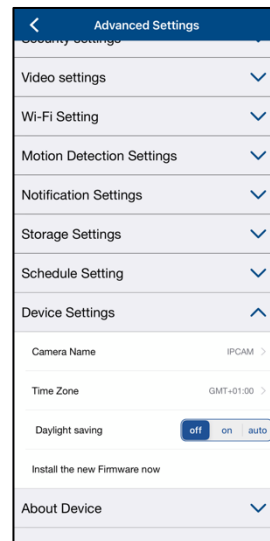 Advanced Settings
Security settings
Video settings
Wi-Fi Setting
Motion Detection Settings
Notification Settings
Storage Settings
Schedule Setting
Device Settings
Camera Name IPCAM
Time Zone GMT+01:00
Daylight saving off on auto
Install the new Firmware now
About Device